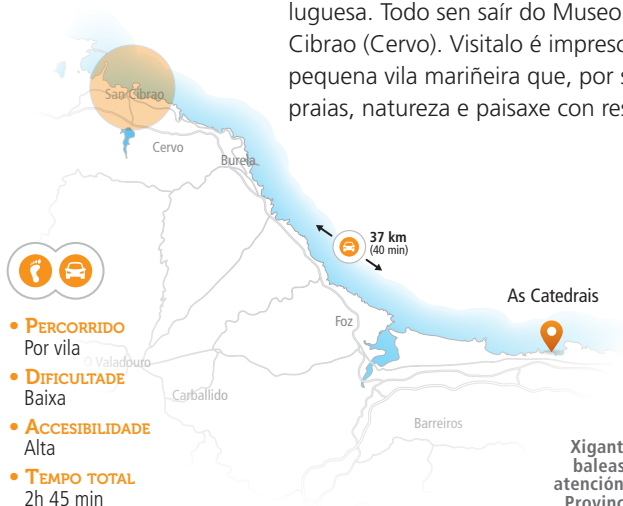 luguesa. Todo sen saír do Museo
Cibrao (Cervo). Visitalo é impresc
pequena vila mariñeira que, por s
praias, natureza e paisaxe con res
San Cibrao
Cervo
Burela
37 km
(40 min)
As Catedrais
Foz
• PERCORRIDO
Por vila
O Valadouro
• DIFICULTADE
Baixa
Carballido
• ACCESIBILIDADE
Alta
Barreiros
• TEMPO TOTAL
2h 45 min
Xigant
baleas
atención
Provinc